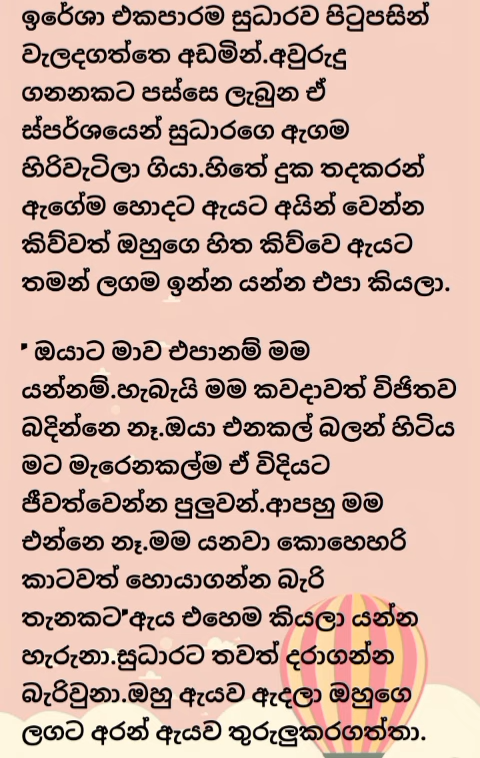 ඉරේශා එකපාරම සුධාරව පිටුපසින්
වැලදගත්තෙ අඩමින්.අවුරුදු
ගනනකට පස්සෙ ලැබුන ඒ
ස්පර්ශයෙන් සුධාරගෙ ඇගම
හිරිවැටිලා ගියා.හිතේ දුක තදකරන්
ඇගේම හොදට ඇයට අයින් වෙන්න
කිව්වත් ඔහුගෙ හිත කිව්වෙ ඇයට
තමන් ලගම ඉන්න යන්න එපා කියලා.

" ඔයාට මාව එපානම් මම
යන්නම්.හැබැයි මම කවදාවත් විජිතව
බදින්නෙ නෑ.ඔයා එනකල් බලන් හිටිය
මට මැරෙනකල්ම ඒ විදියට
ජීවත්වෙන්න පුලුවන්.ආපහු මම
එන්නෙ නෑ.මම යනවා කොහෙහරි
කාටවත් හොයාගන්න බැරි
තැනකට"ඇය එහෙම කියලා යන්න
හැරුනා.සුධාරට තවත් දරාගන්න
බැරිවුනා.ඔහු ඇයව ඇදලා ඔහුගෙ
ලගට අරන් ඇයව තුරුලුකරගත්තා.